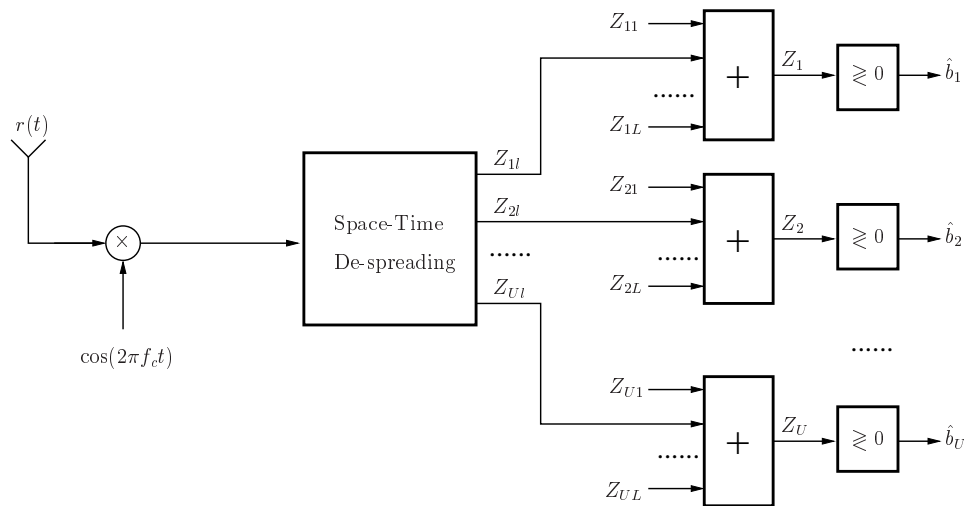 r(t)
×
cos(2πf_c t)
Space-Time
De-spreading
Z_{1l}
Z_{2l}
......
Z_{Ul}
Z_{11}
......
Z_{1L}
+
Z_1
≷ 0
b̂_1
Z_{21}
......
Z_{2L}
+
Z_2
≷ 0
b̂_2
......
Z_{U1}
......
Z_{UL}
+
Z_U
≷ 0
b̂_U